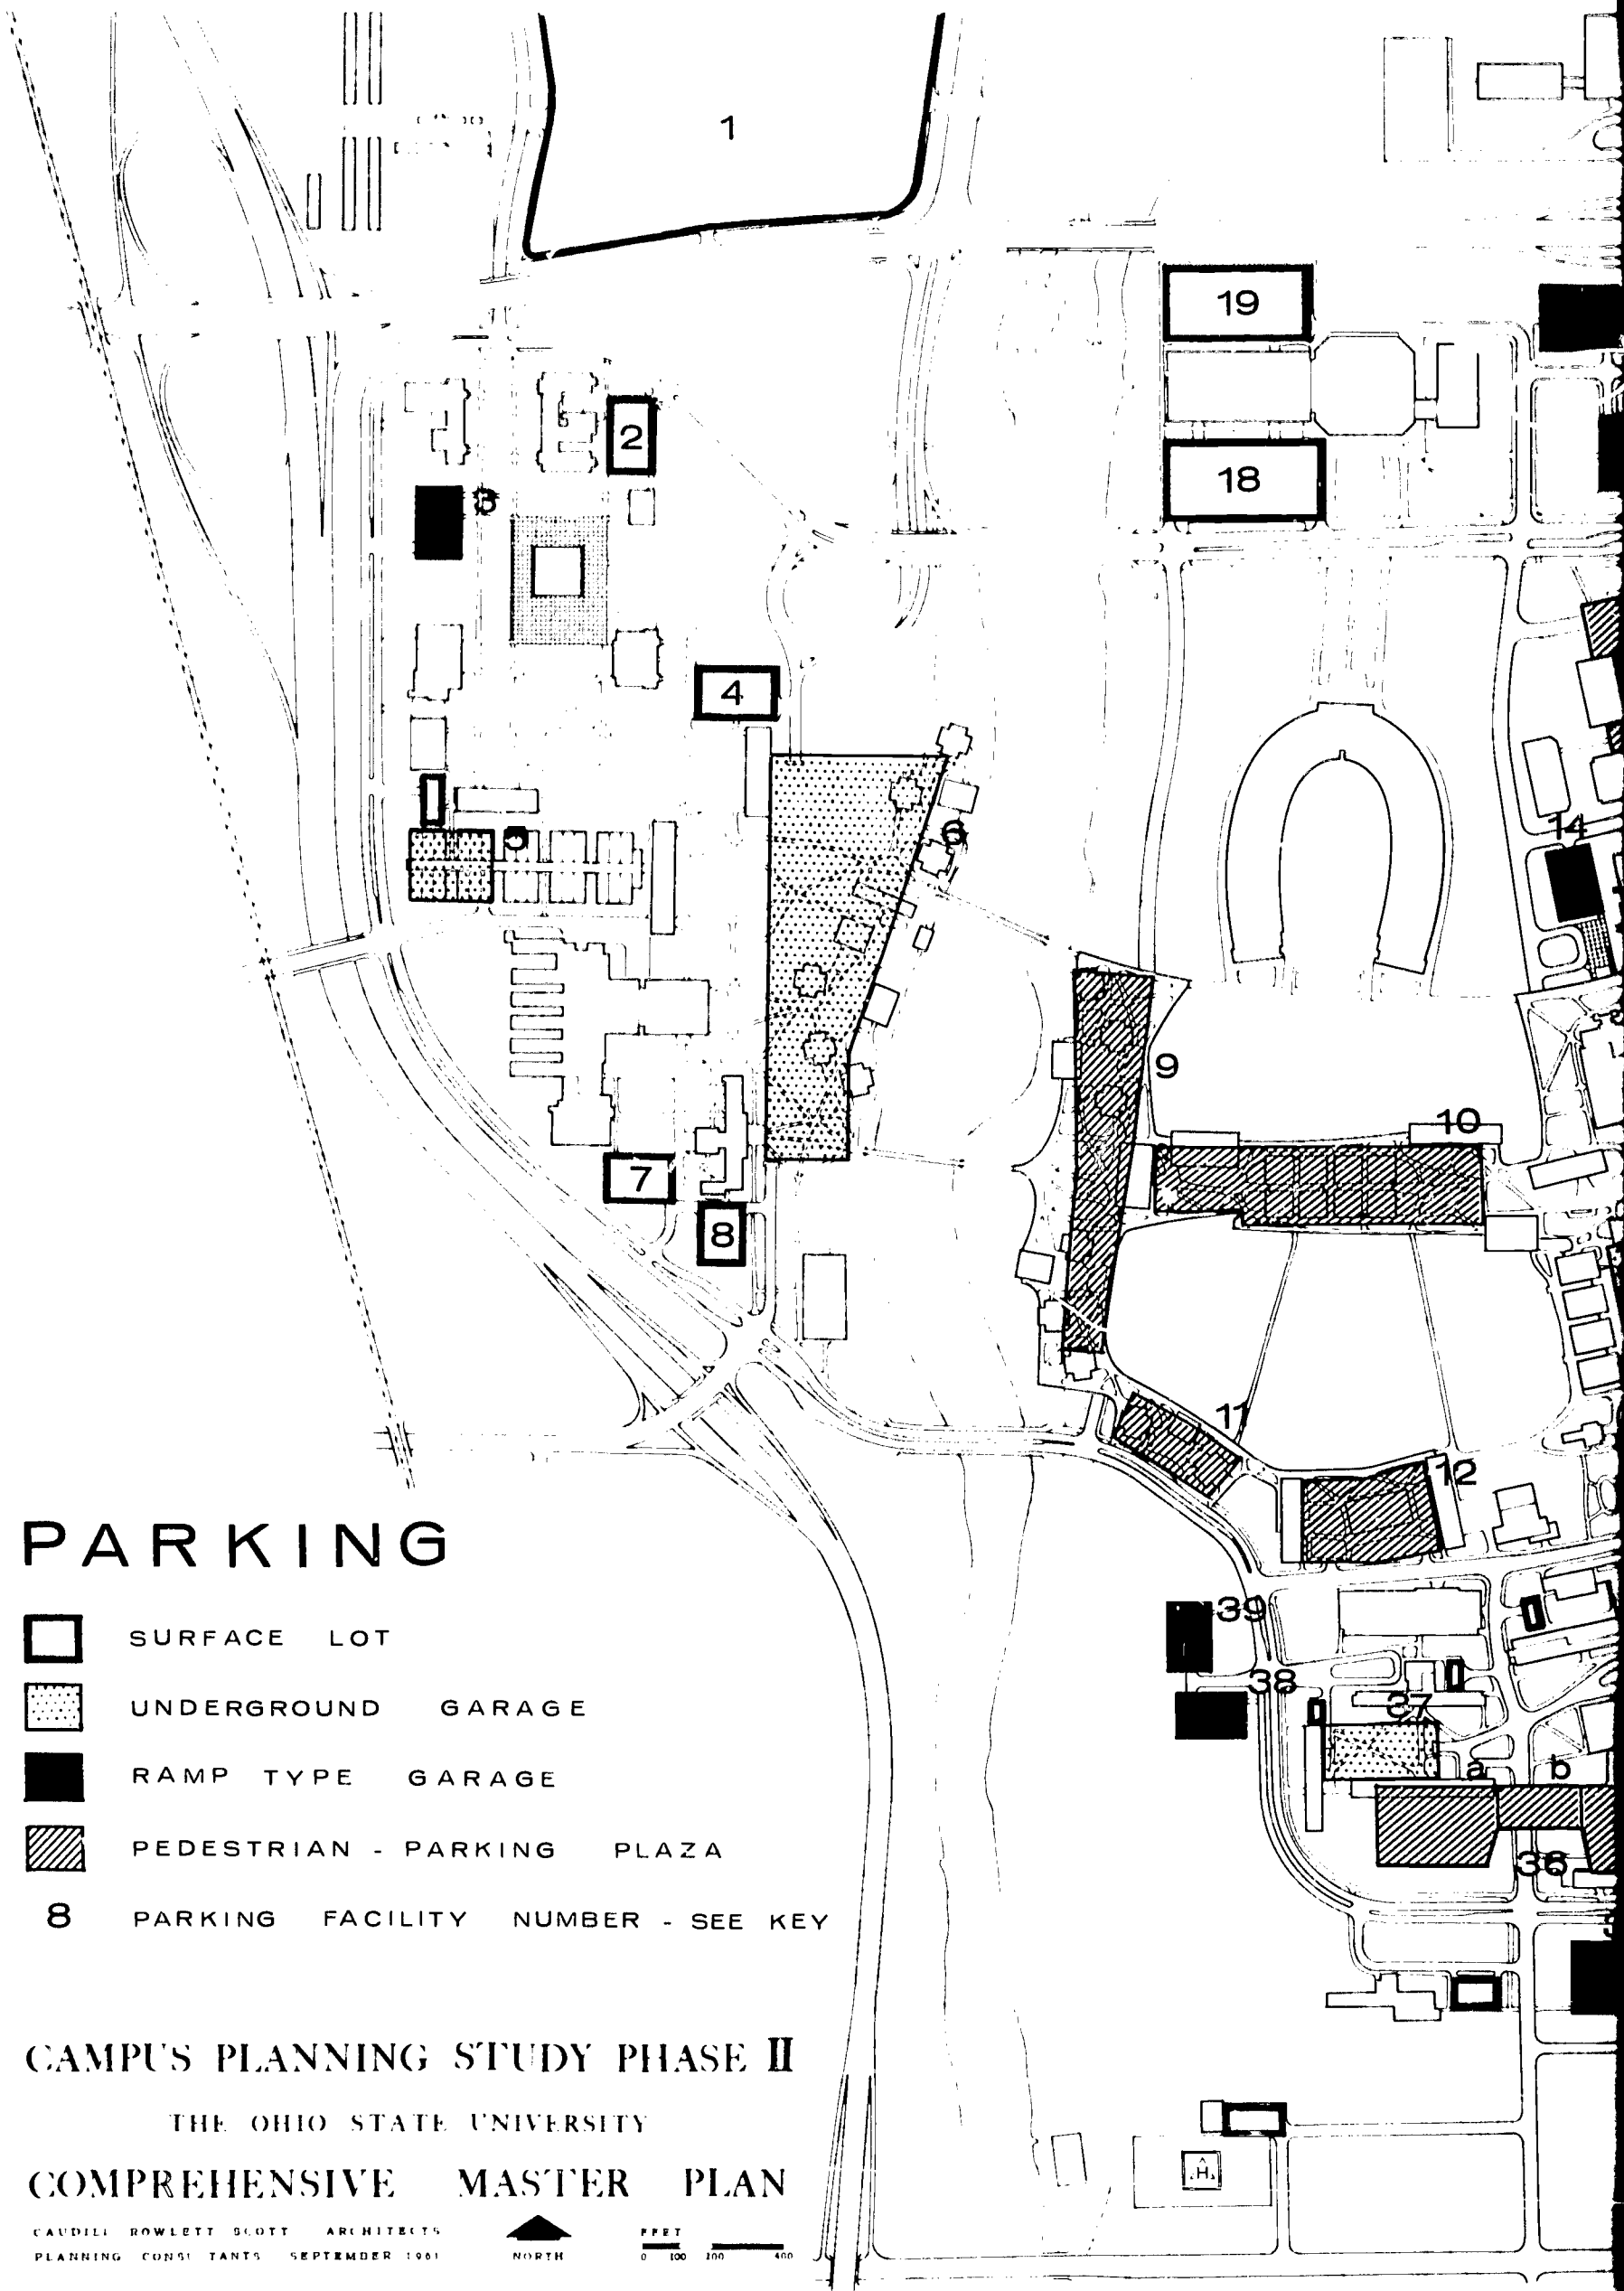 1
19
2
18
3
4
14
5
6
9
10
7
8
11
12
39
38
37
a b
36
PARKING
SURFACE LOT
UNDERGROUND GARAGE
RAMP TYPE GARAGE
PEDESTRIAN - PARKING PLAZA
8 PARKING FACILITY NUMBER - SEE KEY
CAMPUS PLANNING STUDY PHASE II
THE OHIO STATE UNIVERSITY
COMPREHENSIVE MASTER PLAN
H
CAUDILL ROWLETT SCOTT ARCHITECTS
PLANNING CONSULTANTS SEPTEMBER 1961
NORTH
FEET
0 100 200 400